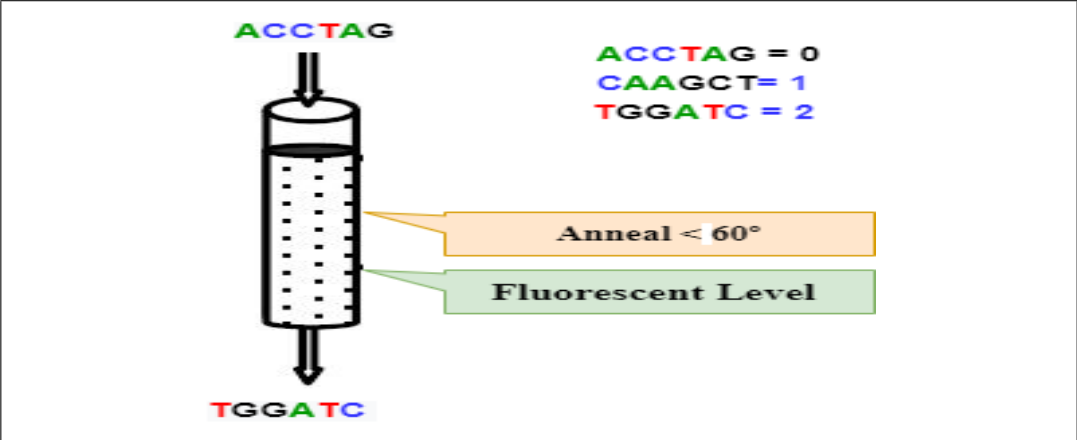 ACCTAG
ACCTAG = 0
CAAGCT= 1
TGGATC = 2
Anneal < 60°
Fluorescent Level
TGGATC